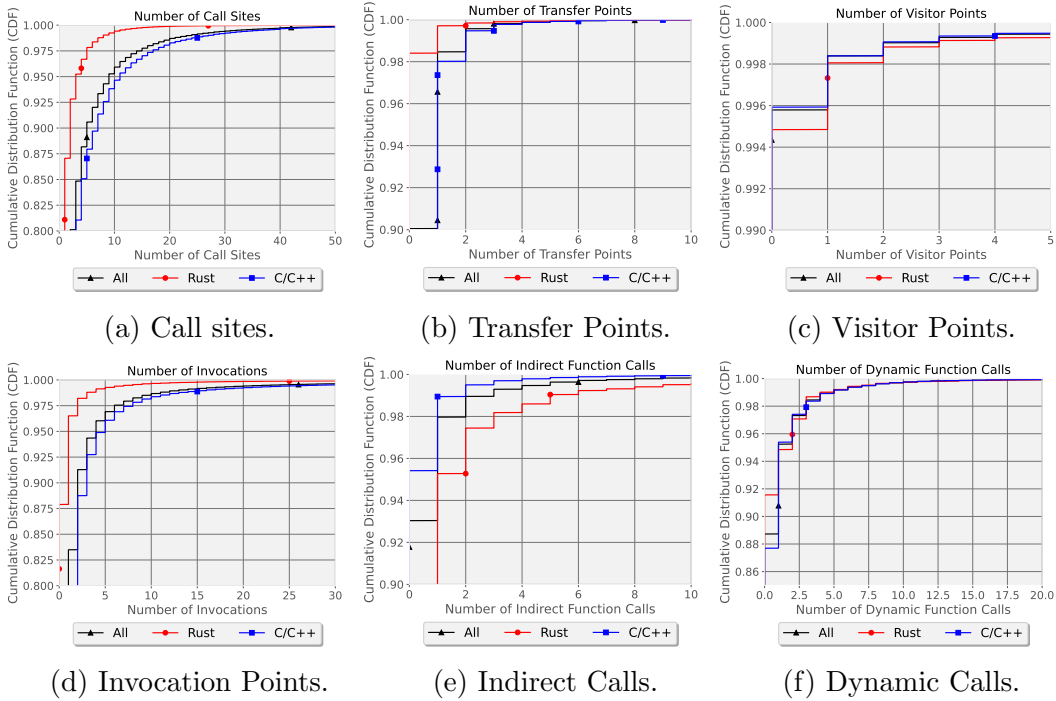 Number of Call Sites
Cumulative Distribution Function (CDF)
1.000
0.975
0.950
0.925
0.900
0.875
0.850
0.825
0.800
0 10 20 30 40 50
Number of Call Sites
All Rust C/C++
(a) Call sites.
Number of Transfer Points
Cumulative Distribution Function (CDF)
1.00
0.98
0.96
0.94
0.92
0.90
0 2 4 6 8 10
Number of Transfer Points
All Rust C/C++
(b) Transfer Points.
Number of Visitor Points
Cumulative Distribution Function (CDF)
1.000
0.998
0.996
0.994
0.992
0.990
0 1 2 3 4 5
Number of Visitor Points
All Rust C/C++
(c) Visitor Points.
Number of Invocations
Cumulative Distribution Function (CDF)
1.000
0.975
0.950
0.925
0.900
0.875
0.850
0.825
0.800
0 5 10 15 20 25 30
Number of Invocations
All Rust C/C++
(d) Invocation Points.
Number of Indirect Function Calls
Cumulative Distribution Function (CDF)
1.00
0.98
0.96
0.94
0.92
0.90
0 2 4 6 8 10
Number of Indirect Function Calls
All Rust C/C++
(e) Indirect Calls.
Number of Dynamic Function Calls
Cumulative Distribution Function (CDF)
1.00
0.98
0.96
0.94
0.92
0.90
0.88
0.86
0.0 2.5 5.0 7.5 10.0 12.5 15.0 17.5 20.0
Number of Dynamic Function Calls
All Rust C/C++
(f) Dynamic Calls.